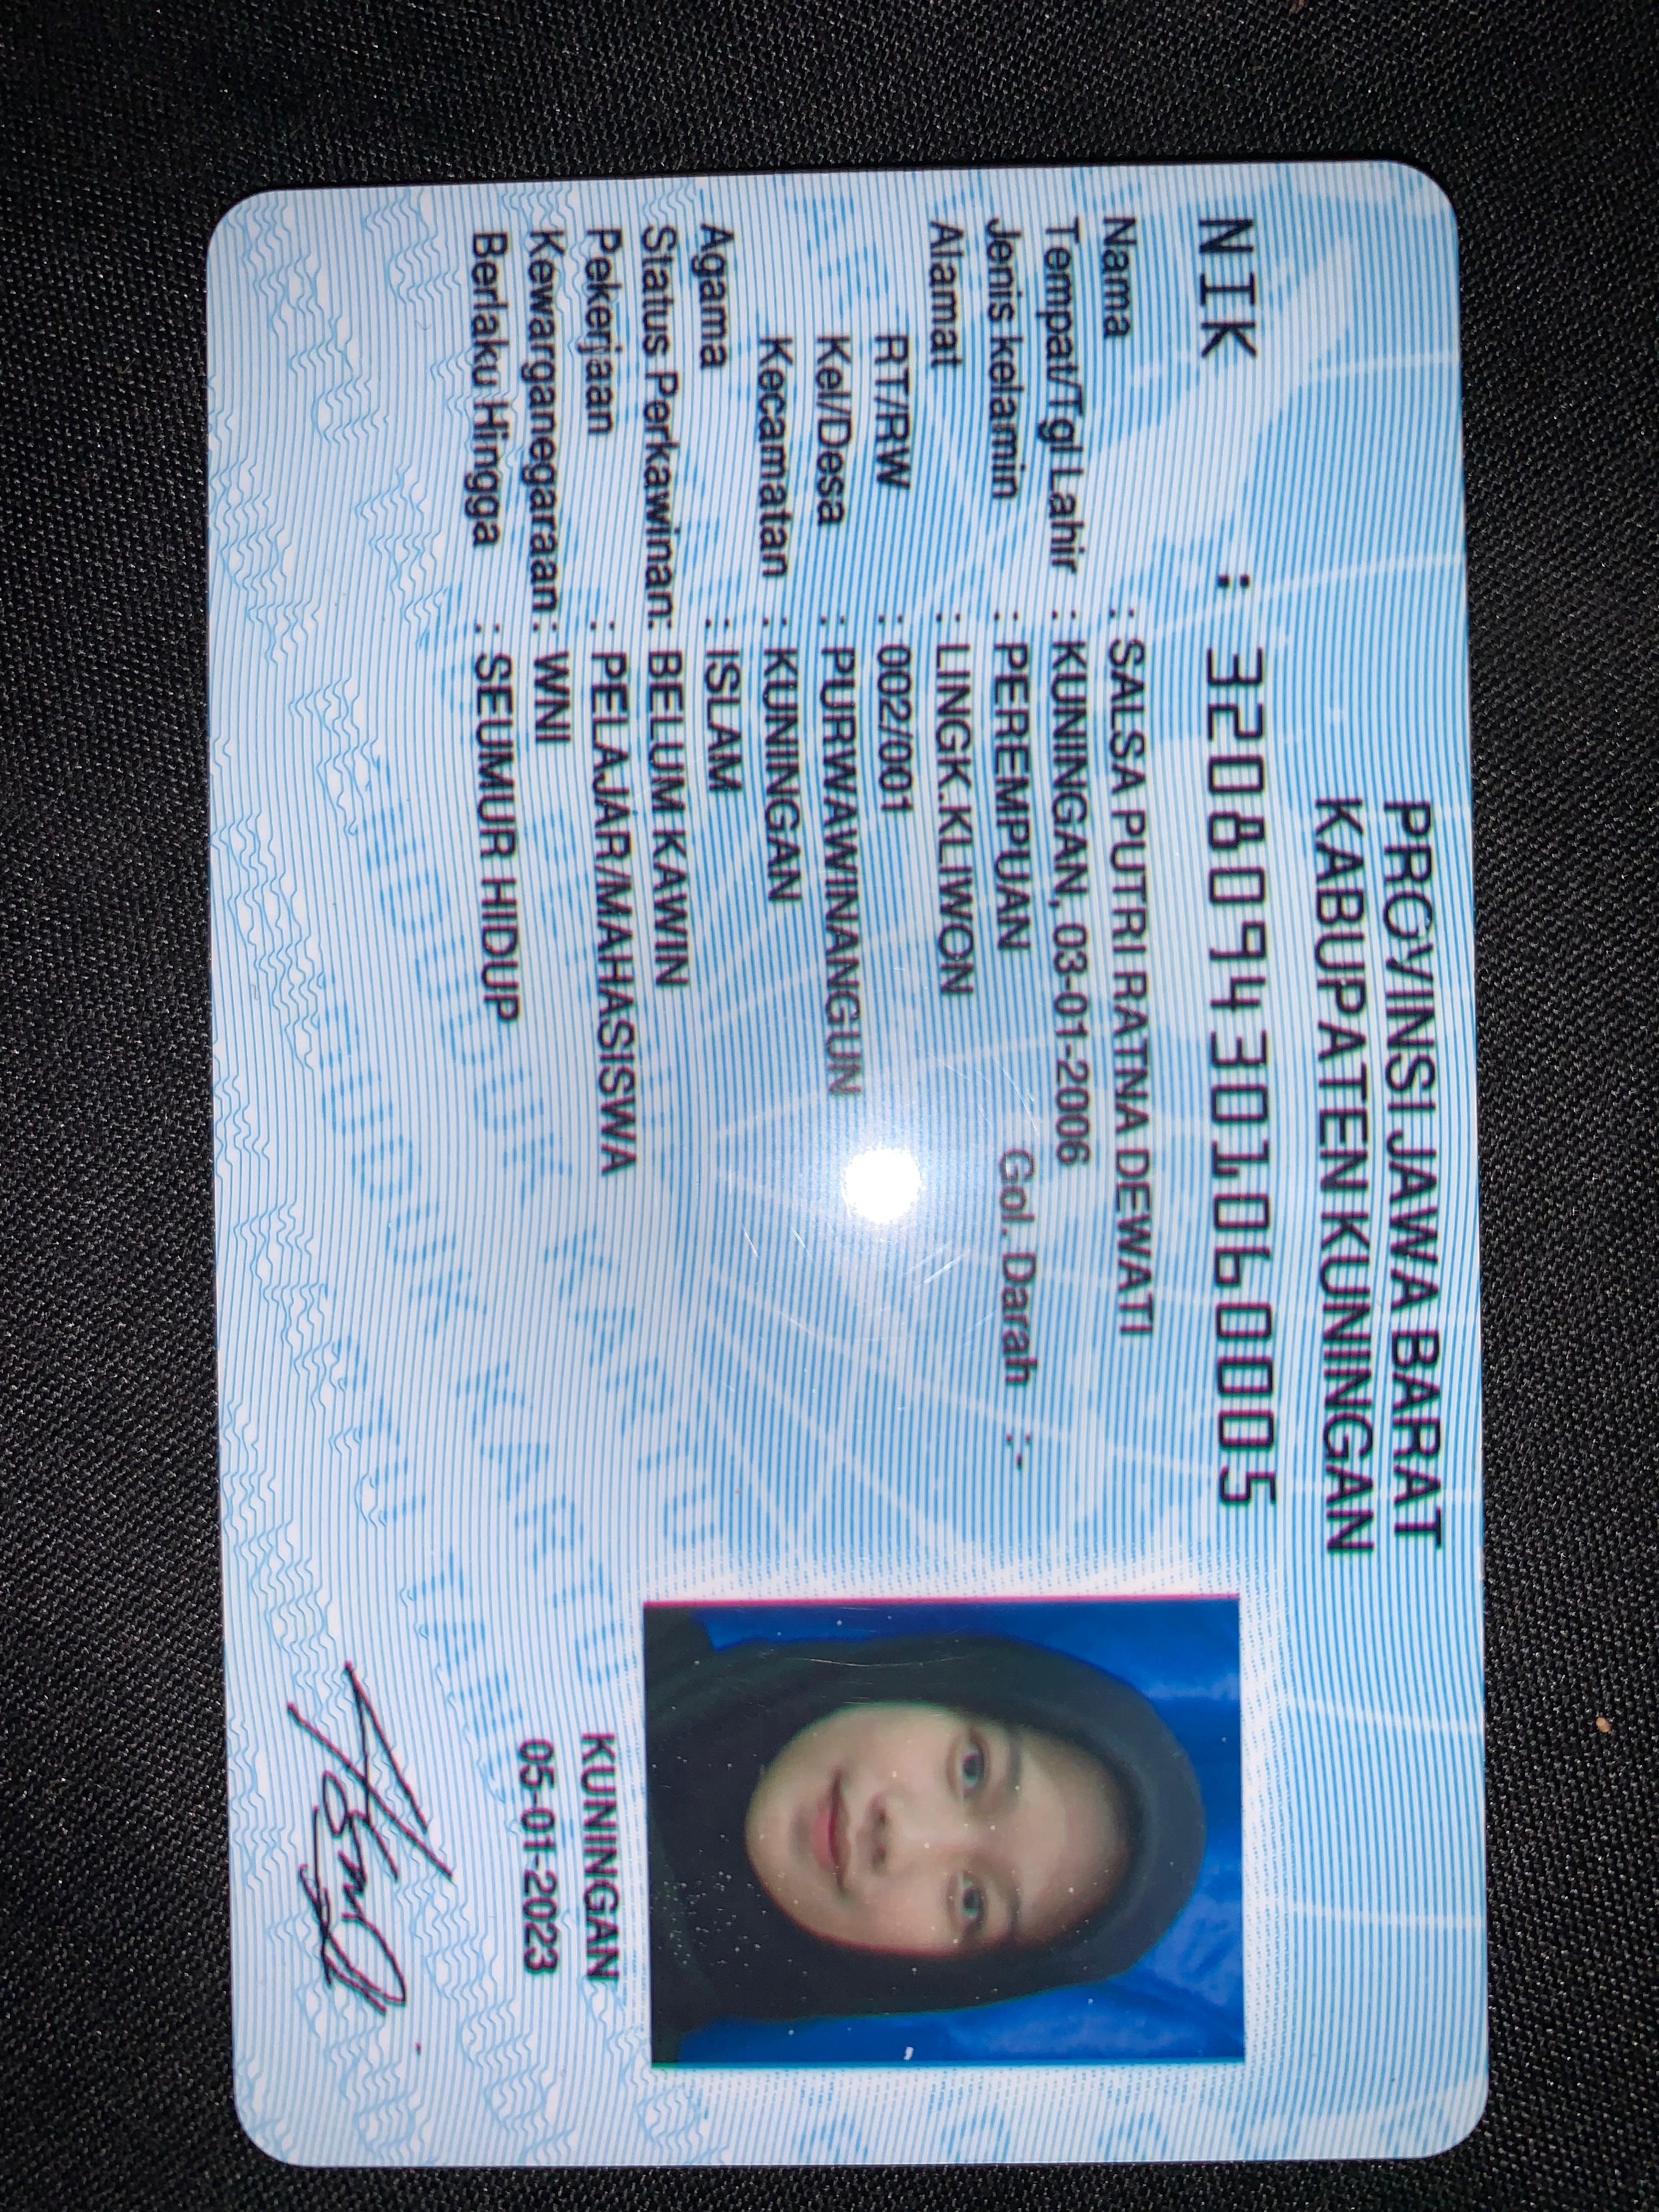 PROVINSI JAWA BARAT
KABUPATEN KUNINGAN
NIK : 3208094301060005
Nama : SALSA PUTRI RATNA DEWATI
Tempat/Tgl Lahir : KUNINGAN, 03-01-2006
Jenis kelamin : PEREMPUAN Gol. Darah :-
Alamat : LINGK.KLIWON
RT/RW : 002/001
Kel/Desa : PURWAWINANGUN
Kecamatan : KUNINGAN
Agama : ISLAM
Status Perkawinan: BELUM KAWIN
Pekerjaan : PELAJAR/MAHASISWA
Kewarganegaraan: WNI
Berlaku Hingga : SEUMUR HIDUP
KUNINGAN
05-01-2023